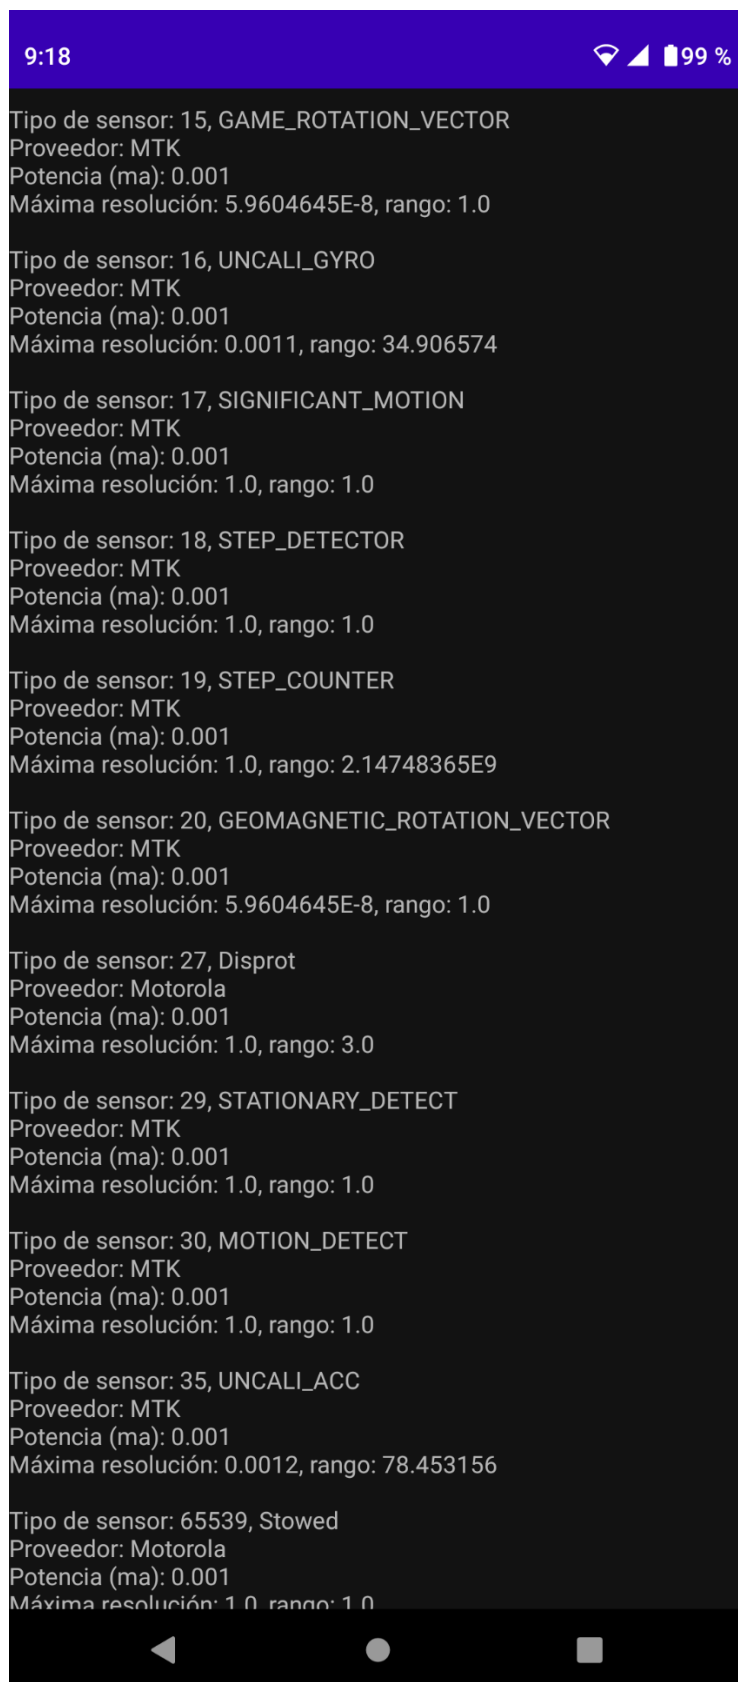 9:18
99 %
Tipo de sensor: 15, GAME_ROTATION_VECTOR
Proveedor: MTK
Potencia (ma): 0.001
Máxima resolución: 5.9604645E-8, rango: 1.0
Tipo de sensor: 16, UNCALI_GYRO
Proveedor: MTK
Potencia (ma): 0.001
Máxima resolución: 0.0011, rango: 34.906574
Tipo de sensor: 17, SIGNIFICANT_MOTION
Proveedor: MTK
Potencia (ma): 0.001
Máxima resolución: 1.0, rango: 1.0
Tipo de sensor: 18, STEP_DETECTOR
Proveedor: MTK
Potencia (ma): 0.001
Máxima resolución: 1.0, rango: 1.0
Tipo de sensor: 19, STEP_COUNTER
Proveedor: MTK
Potencia (ma): 0.001
Máxima resolución: 1.0, rango: 2.14748365E9
Tipo de sensor: 20, GEOMAGNETIC_ROTATION_VECTOR
Proveedor: MTK
Potencia (ma): 0.001
Máxima resolución: 5.9604645E-8, rango: 1.0
Tipo de sensor: 27, Disprot
Proveedor: Motorola
Potencia (ma): 0.001
Máxima resolución: 1.0, rango: 3.0
Tipo de sensor: 29, STATIONARY_DETECT
Proveedor: MTK
Potencia (ma): 0.001
Máxima resolución: 1.0, rango: 1.0
Tipo de sensor: 30, MOTION_DETECT
Proveedor: MTK
Potencia (ma): 0.001
Máxima resolución: 1.0, rango: 1.0
Tipo de sensor: 35, UNCALI_ACC
Proveedor: MTK
Potencia (ma): 0.001
Máxima resolución: 0.0012, rango: 78.453156
Tipo de sensor: 65539, Stowed
Proveedor: Motorola
Potencia (ma): 0.001
Máxima resolución: 1.0, rango: 1.0